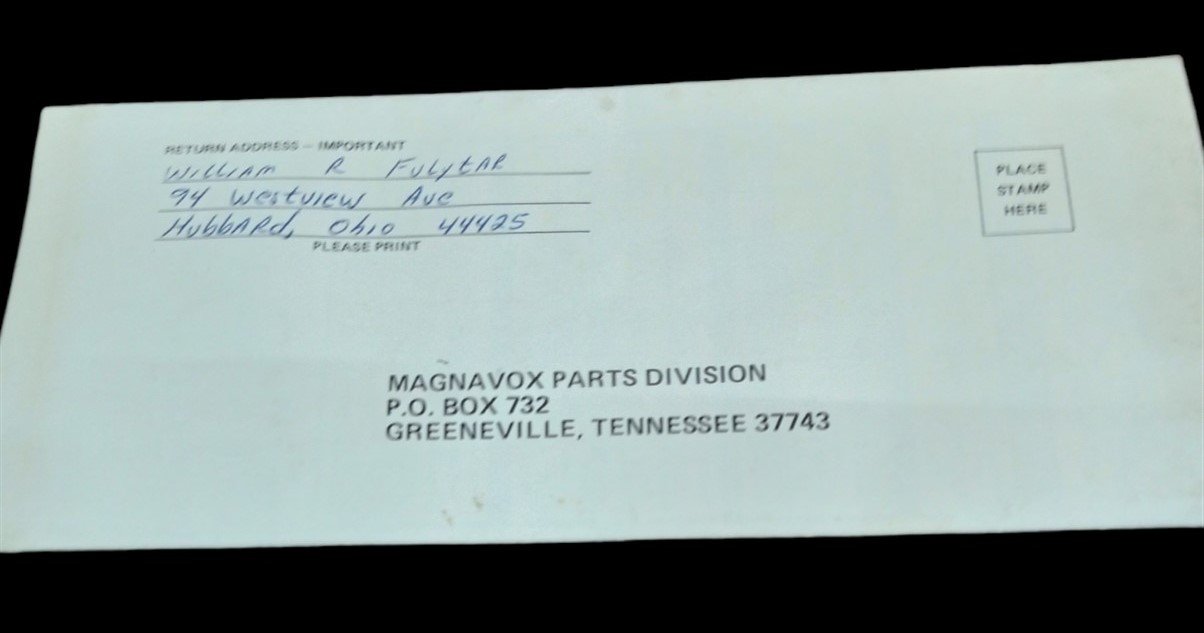 RETURN ADDRESS – IMPORTANT
William R Fulytar
94 Westview Ave
Hubbard, Ohio 44425
PLEASE PRINT
PLACE
STAMP
HERE
MAGNAVOX PARTS DIVISION
P.O. BOX 732
GREENEVILLE, TENNESSEE 37743